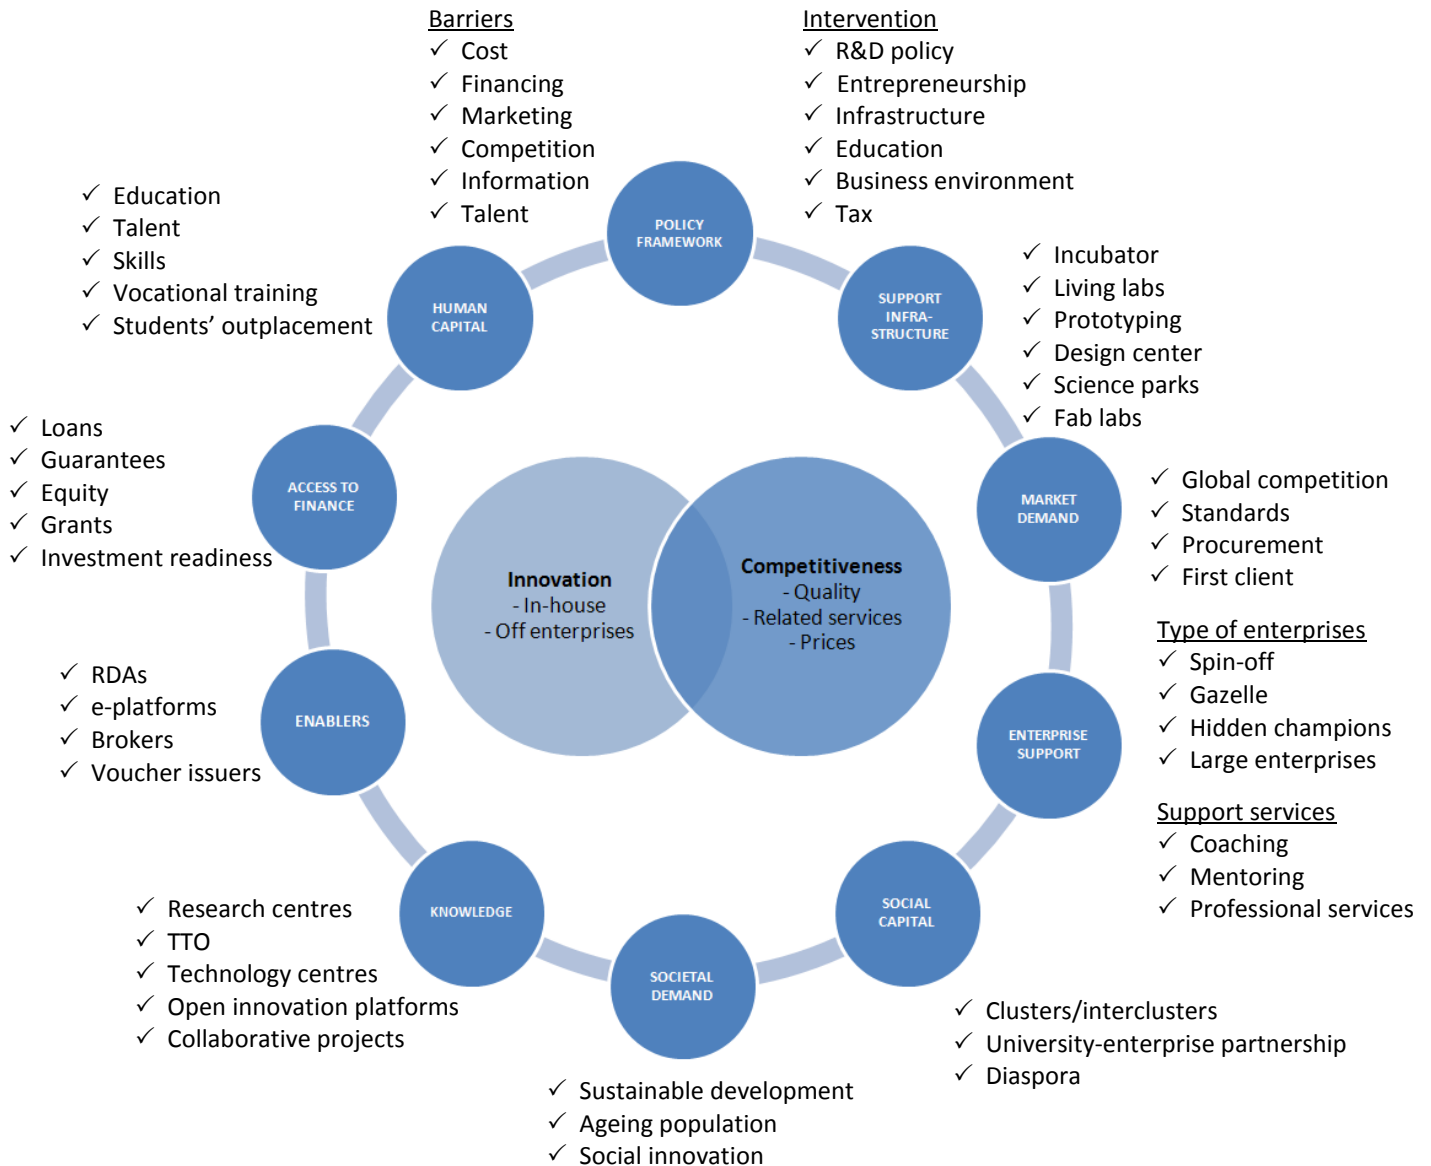 Barriers
✓ Cost
✓ Financing
✓ Marketing
✓ Competition
✓ Information
✓ Talent
Intervention
✓ R&D policy
✓ Entrepreneurship
✓ Infrastructure
✓ Education
✓ Business environment
✓ Tax
POLICY
FRAMEWORK
✓ Education
✓ Talent
✓ Skills
✓ Vocational training
✓ Students’ outplacement
HUMAN
CAPITAL
SUPPORT
INFRA-
STRUCTURE
✓ Incubator
✓ Living labs
✓ Prototyping
✓ Design center
✓ Science parks
✓ Fab labs
✓ Loans
✓ Guarantees
✓ Equity
✓ Grants
✓ Investment readiness
ACCESS TO
FINANCE
MARKET
DEMAND
✓ Global competition
✓ Standards
✓ Procurement
✓ First client
Innovation
- In-house
- Off enterprises
Competitiveness
- Quality
- Related services
- Prices
✓ RDAs
✓ e-platforms
✓ Brokers
✓ Voucher issuers
ENABLERS
ENTERPRISE
SUPPORT
Type of enterprises
✓ Spin-off
✓ Gazelle
✓ Hidden champions
✓ Large enterprises
Support services
✓ Coaching
✓ Mentoring
✓ Professional services
✓ Research centres
✓ TTO
✓ Technology centres
✓ Open innovation platforms
✓ Collaborative projects
KNOWLEDGE
SOCIETAL
DEMAND
SOCIAL
CAPITAL
✓ Clusters/interclusters
✓ University-enterprise partnership
✓ Diaspora
✓ Sustainable development
✓ Ageing population
✓ Social innovation